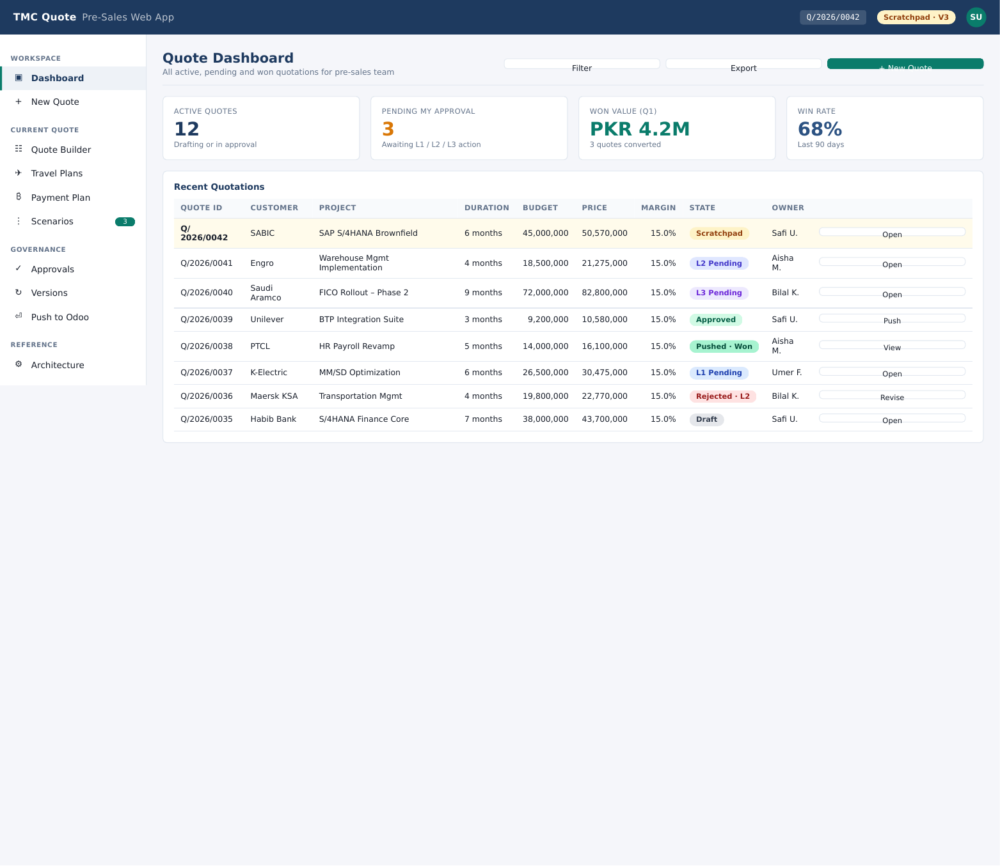 TMC Quote Pre-Sales Web App
Q/2026/0042
Scratchpad · V3
SU
WORKSPACE
▣ Dashboard
+ New Quote
CURRENT QUOTE
☷ Quote Builder
✈ Travel Plans
₿ Payment Plan
⋮ Scenarios 3
GOVERNANCE
✓ Approvals
↻ Versions
⏎ Push to Odoo
REFERENCE
⚙ Architecture
Quote Dashboard
All active, pending and won quotations for pre-sales team
Filter
Export
+ New Quote
ACTIVE QUOTES
12
Drafting or in approval
PENDING MY APPROVAL
3
Awaiting L1 / L2 / L3 action
WON VALUE (Q1)
PKR 4.2M
3 quotes converted
WIN RATE
68%
Last 90 days
Recent Quotations
QUOTE ID CUSTOMER PROJECT DURATION BUDGET PRICE MARGIN STATE OWNER
Q/
2026/0042 SABIC SAP S/4HANA Brownfield 6 months 45,000,000 50,570,000 15.0% Scratchpad Safi U. Open
Q/2026/0041 Engro Warehouse Mgmt
Implementation 4 months 18,500,000 21,275,000 15.0% L2 Pending Aisha
M. Open
Q/2026/0040 Saudi
Aramco FICO Rollout – Phase 2 9 months 72,000,000 82,800,000 15.0% L3 Pending Bilal K. Open
Q/2026/0039 Unilever BTP Integration Suite 3 months 9,200,000 10,580,000 15.0% Approved Safi U. Push
Q/2026/0038 PTCL HR Payroll Revamp 5 months 14,000,000 16,100,000 15.0% Pushed · Won Aisha
M. View
Q/2026/0037 K-Electric MM/SD Optimization 6 months 26,500,000 30,475,000 15.0% L1 Pending Umer F. Open
Q/2026/0036 Maersk KSA Transportation Mgmt 4 months 19,800,000 22,770,000 15.0% Rejected · L2 Bilal K. Revise
Q/2026/0035 Habib Bank S/4HANA Finance Core 7 months 38,000,000 43,700,000 15.0% Draft Safi U. Open